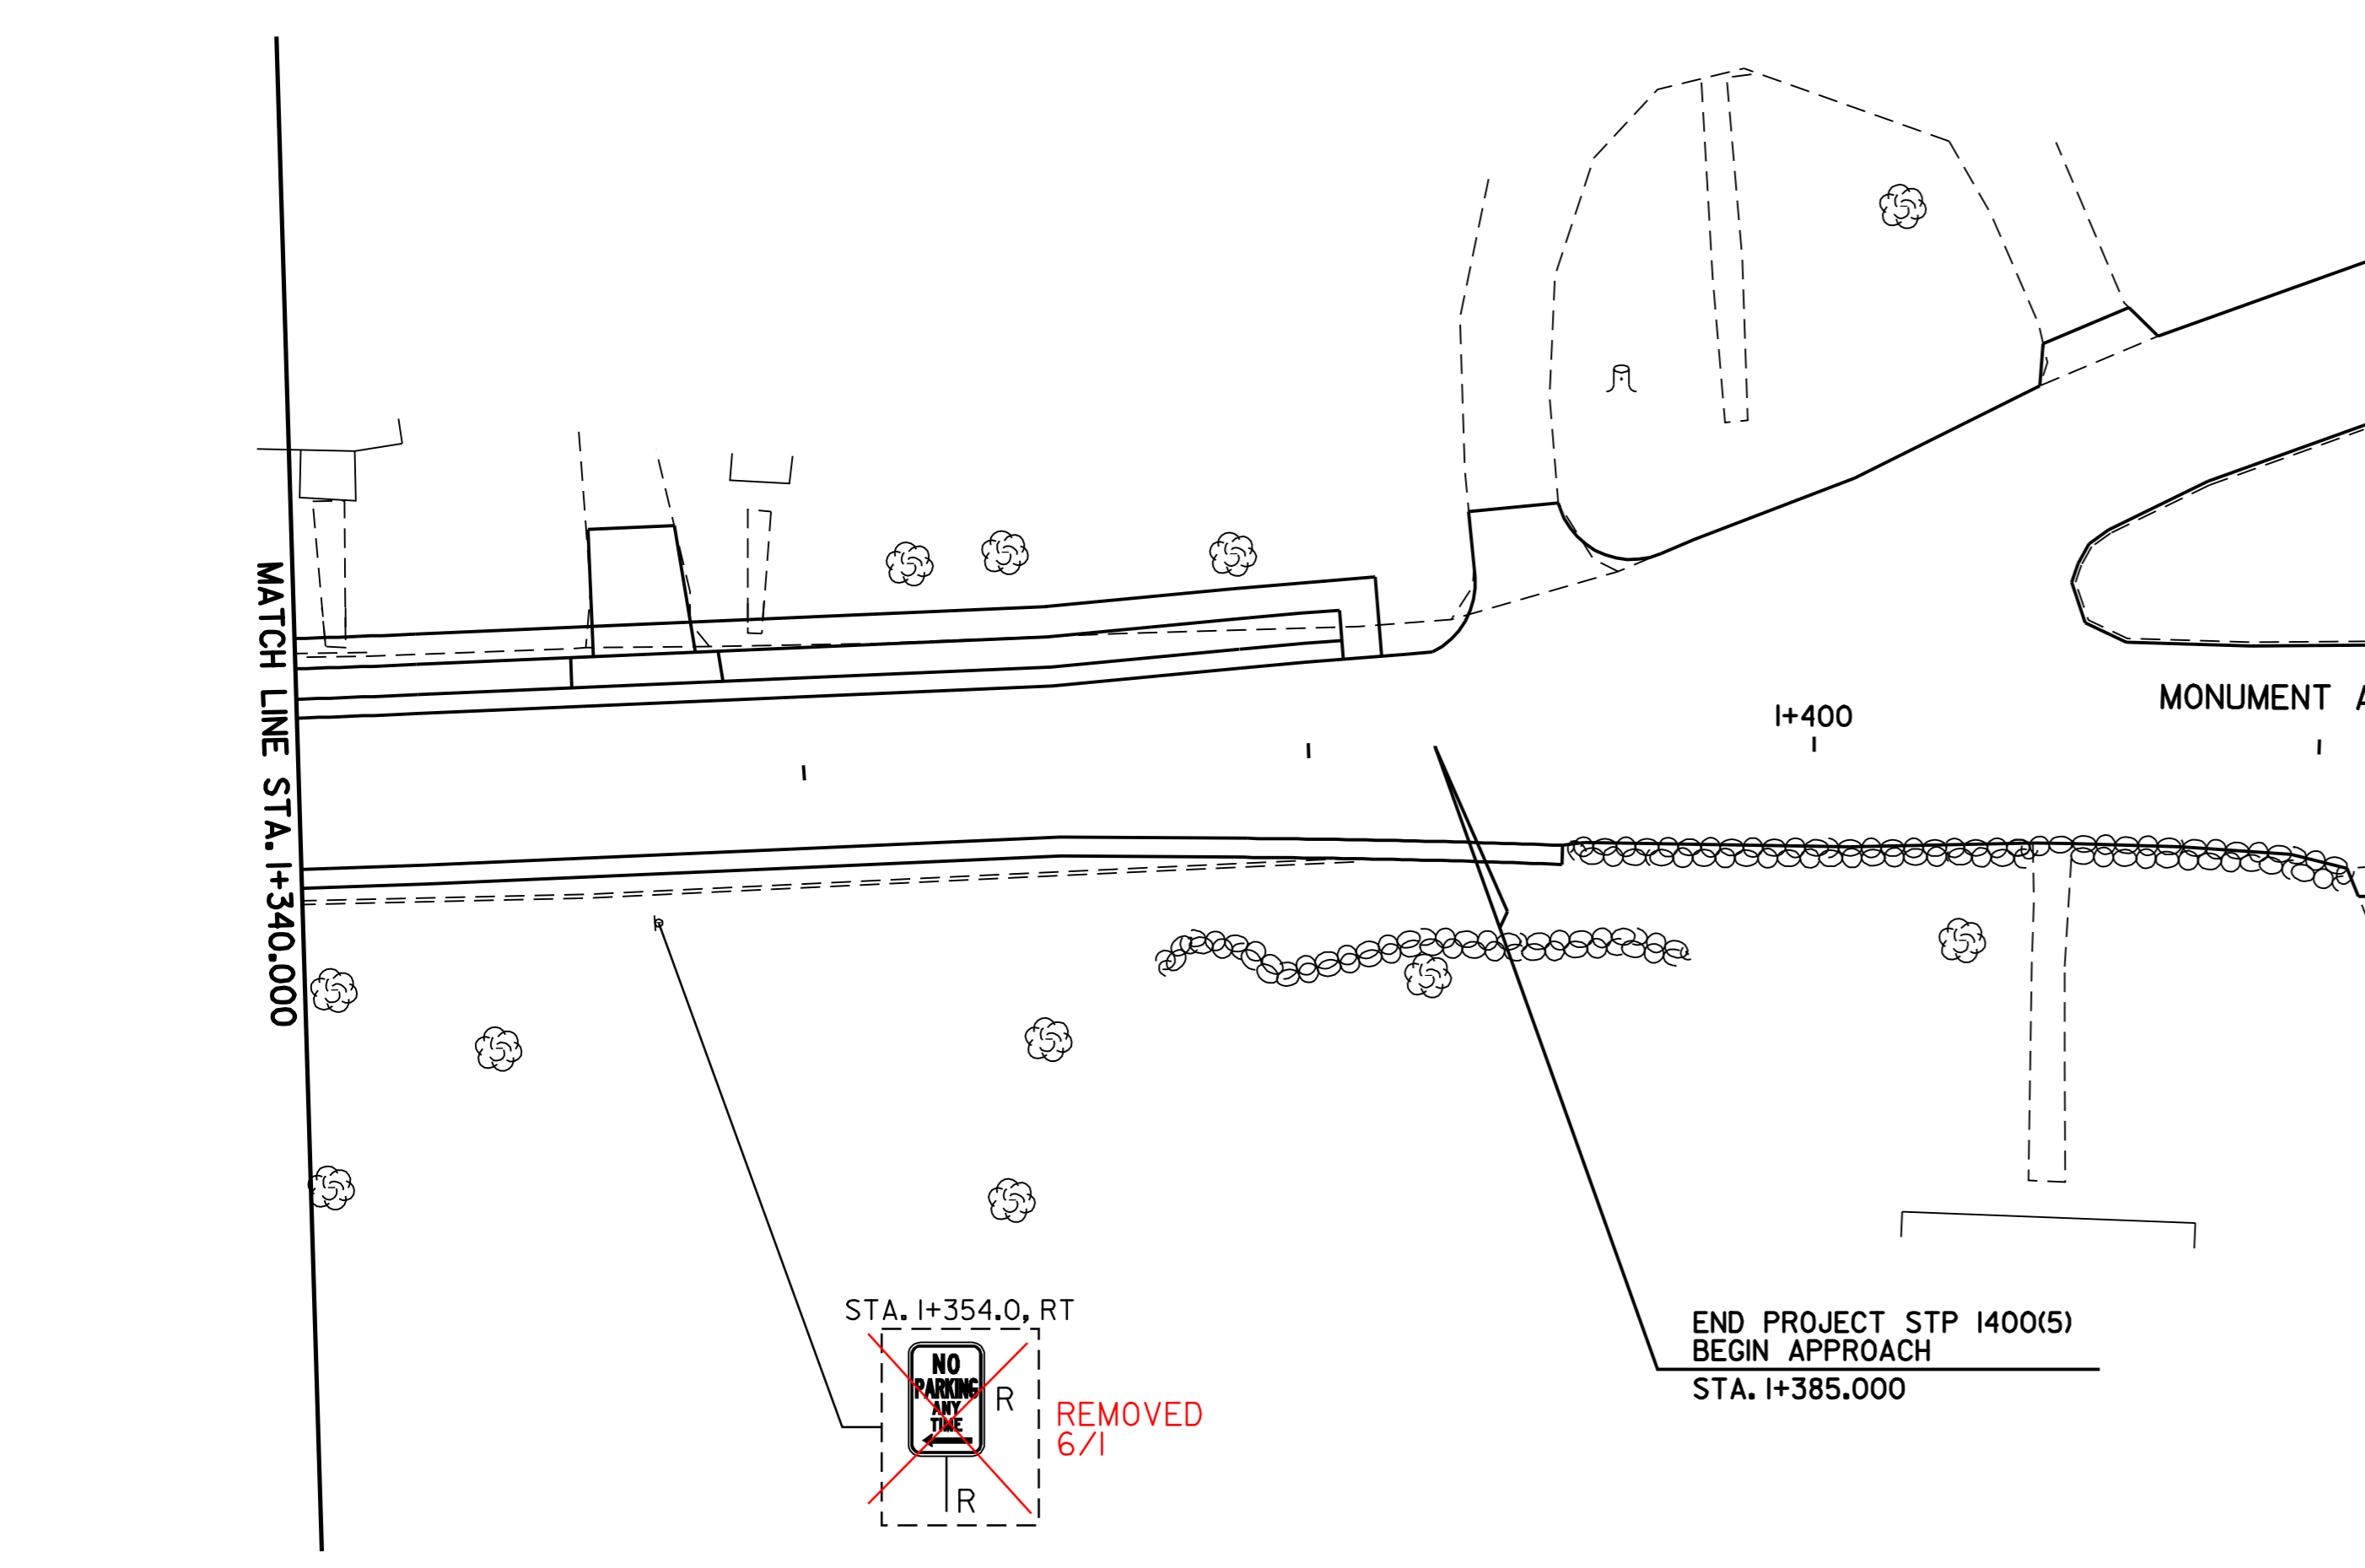 MATCH LINE STA. 1+340.000
1+400
MONUMENT
STA. 1+354.0, RT
NO
PARKING
ANY
TIME
R
R
REMOVED
6/1
END PROJECT STP 1400(5)
BEGIN APPROACH
STA. 1+385.000